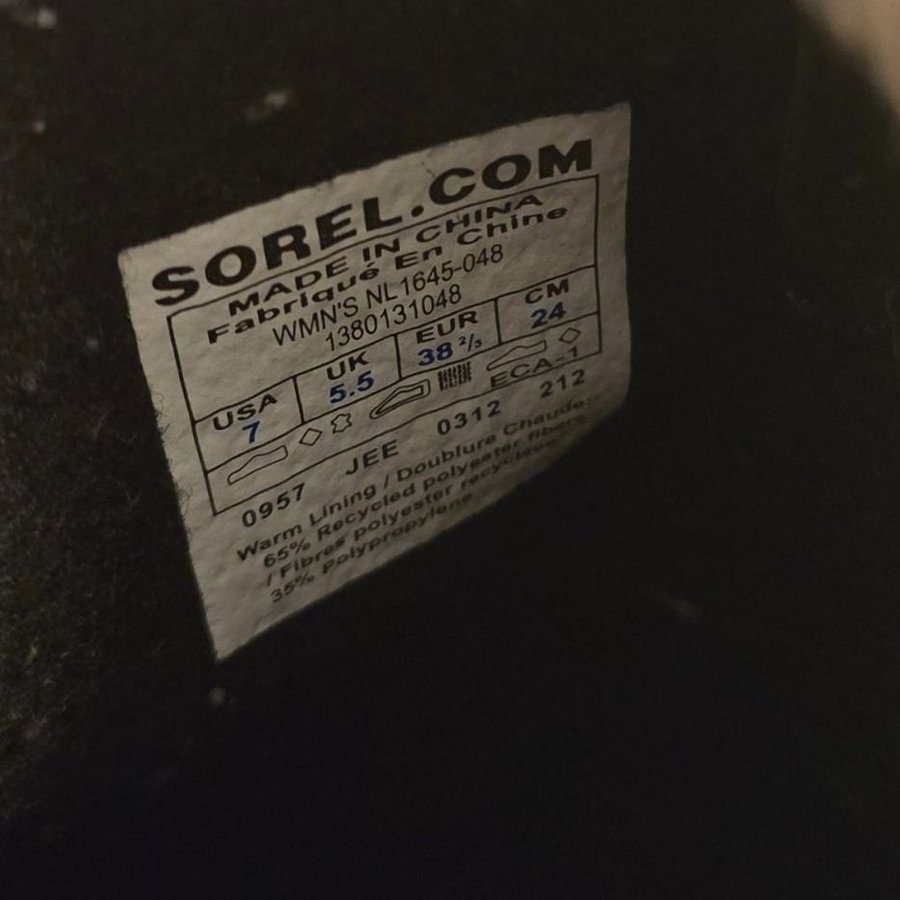 SOREL.COM
MADE IN CHINA
Fabriqué En Chine
WMN'S NL1645-048
1380131048
USA UK EUR CM
7 5.5 38 2/3 24
ECA-1
0957 JEE 0312 212
Warm Lining / Doublure Chaude:
65% Recycled polyester fibers
/ Fibres polyester recyclées
35% Polypropylene